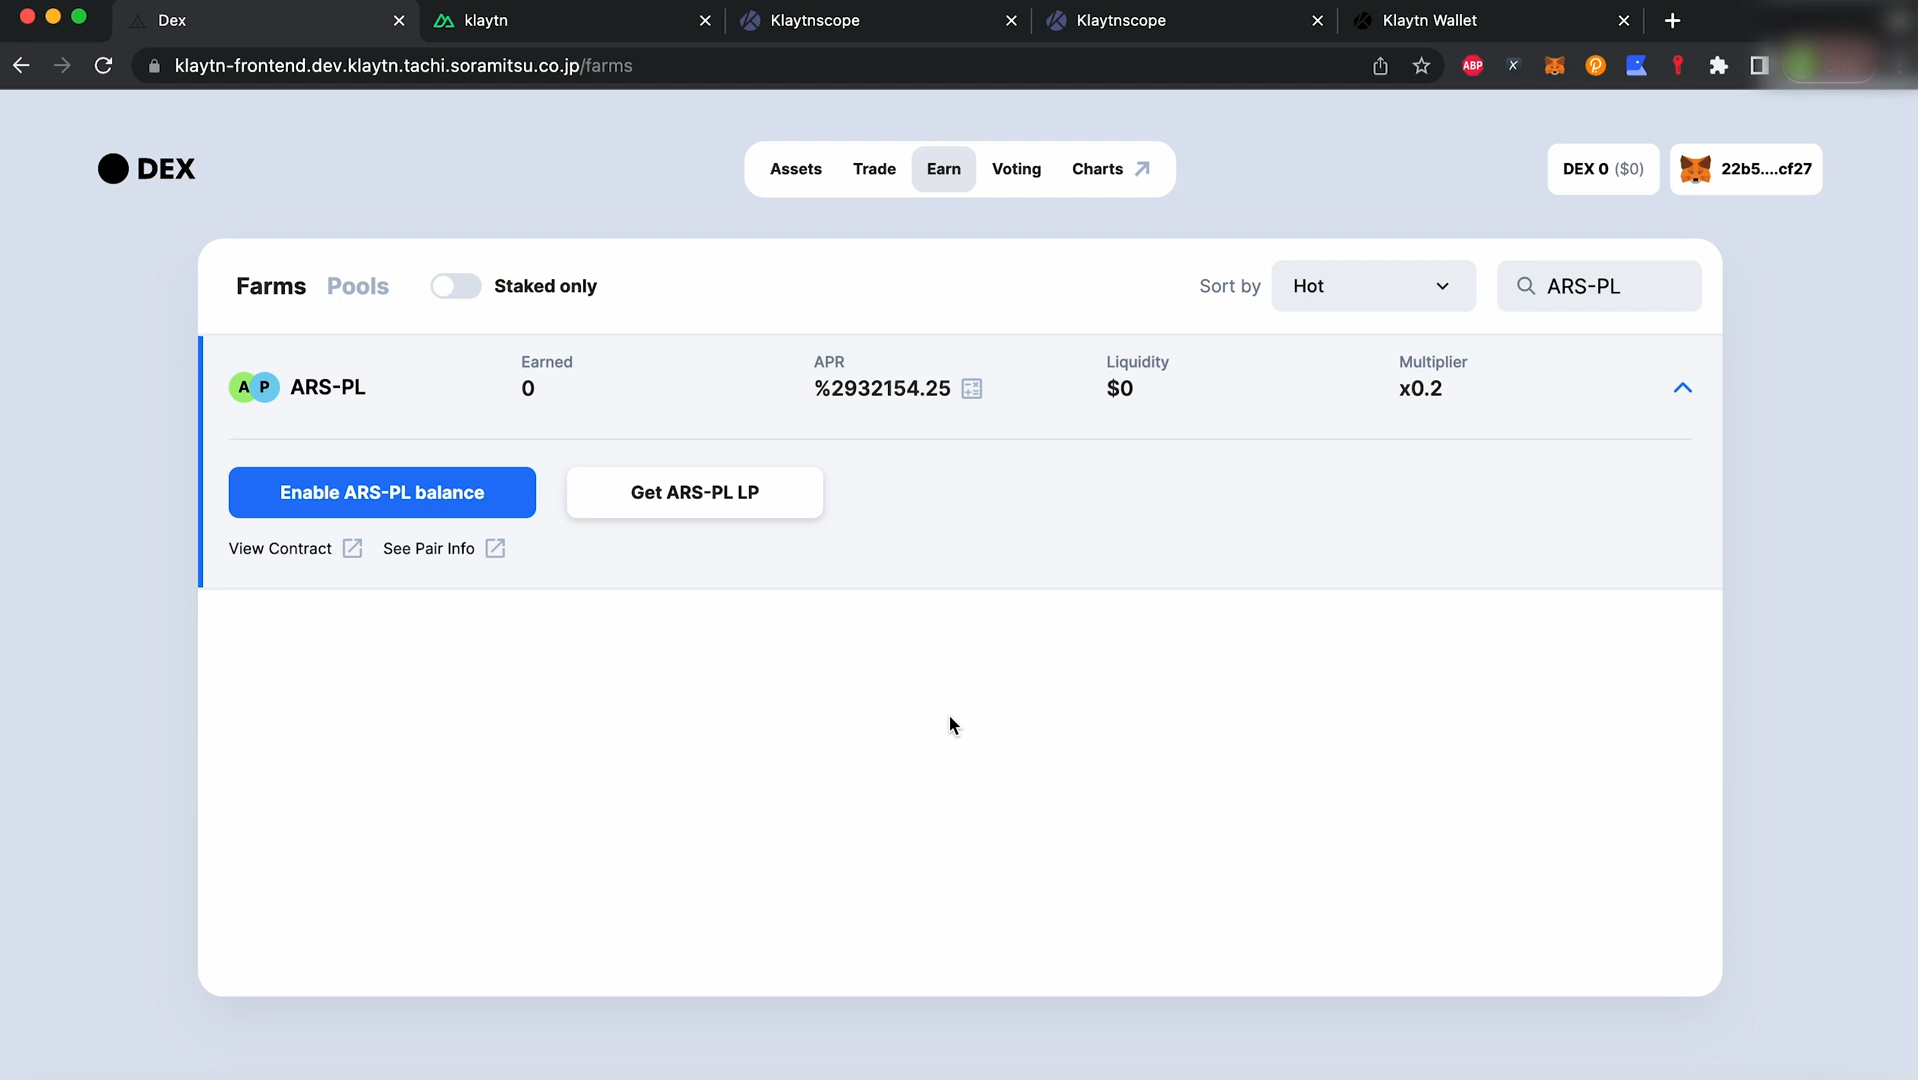 Dex
klaytn
Klaytnscope
Klaytnscope
Klaytn Wallet
klaytn-frontend.dev.klaytn.tachi.soramitsu.co.jp/farms
ABP
DEX
Assets
Trade
Earn
Voting
Charts
DEX 0 ($0)
22b5....cf27
Farms
Pools
Staked only
Sort by
Hot
ARS-PL
A
P
ARS-PL
Earned
0
APR
%2932154.25
Liquidity
$0
Multiplier
x0.2
Enable ARS-PL balance
Get ARS-PL LP
View Contract
See Pair Info